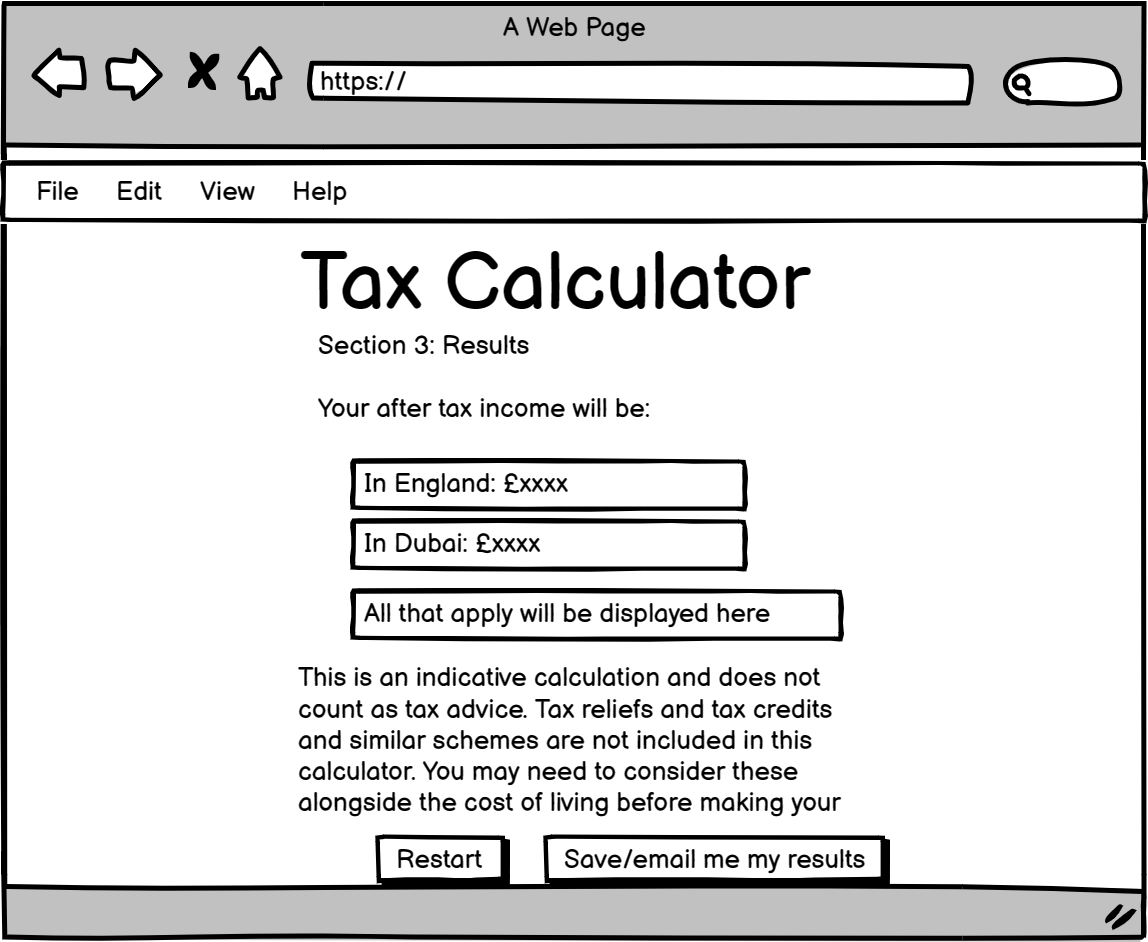 A Web Page
https://
File Edit View Help
Tax Calculator
Section 3: Results
Your after tax income will be:
In England: £xxxx
In Dubai: £xxxx
All that apply will be displayed here
This is an indicative calculation and does not
count as tax advice. Tax reliefs and tax credits
and similar schemes are not included in this
calculator. You may need to consider these
alongside the cost of living before making your
Restart Save/email me my results